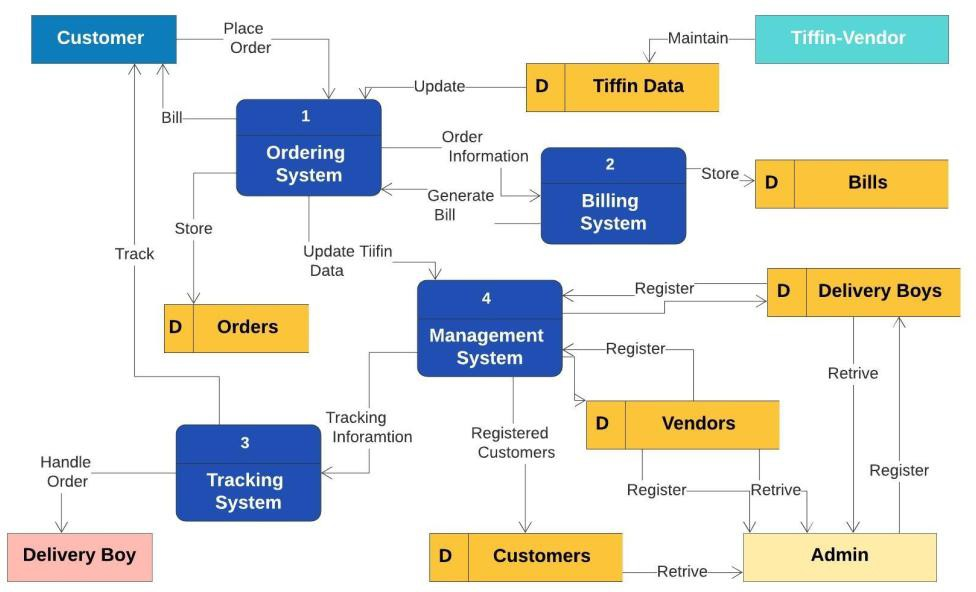 Place
Order
Customer
Maintain
Tiffin-Vendor
D
Tiffin Data
Update
Bill
1
Ordering
System
Order
Information
2
Billing
System
Store
D
Bills
Generate
Bill
Store
Track
Update Tiifin
Data
D
Orders
4
Management
System
Register
D
Delivery Boys
Register
Retrive
D
Vendors
Tracking
Inforamtion
Registered
Customers
3
Tracking
System
Handle
Order
Register
Retrive
Register
Delivery Boy
D
Customers
Retrive
Admin